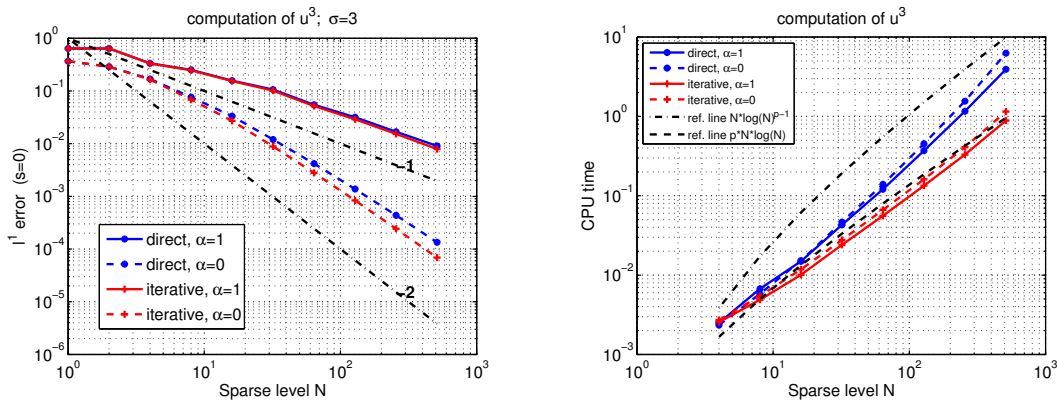 computation of u³; σ=3
10⁰
10⁻¹
10⁻²
10⁻³
10⁻⁴
10⁻⁵
10⁻⁶
l¹ error (s=0)
−1
−2
direct, α=1
direct, α=0
iterative, α=1
iterative, α=0
10⁰
10¹
10²
10³
Sparse level N
computation of u³
10¹
10⁰
10⁻¹
10⁻²
10⁻³
CPU time
direct, α=1
direct, α=0
iterative, α=1
iterative, α=0
ref. line N*log(N)ᵖ⁻¹
ref. line p*N*log(N)
10⁰
10¹
10²
10³
Sparse level N